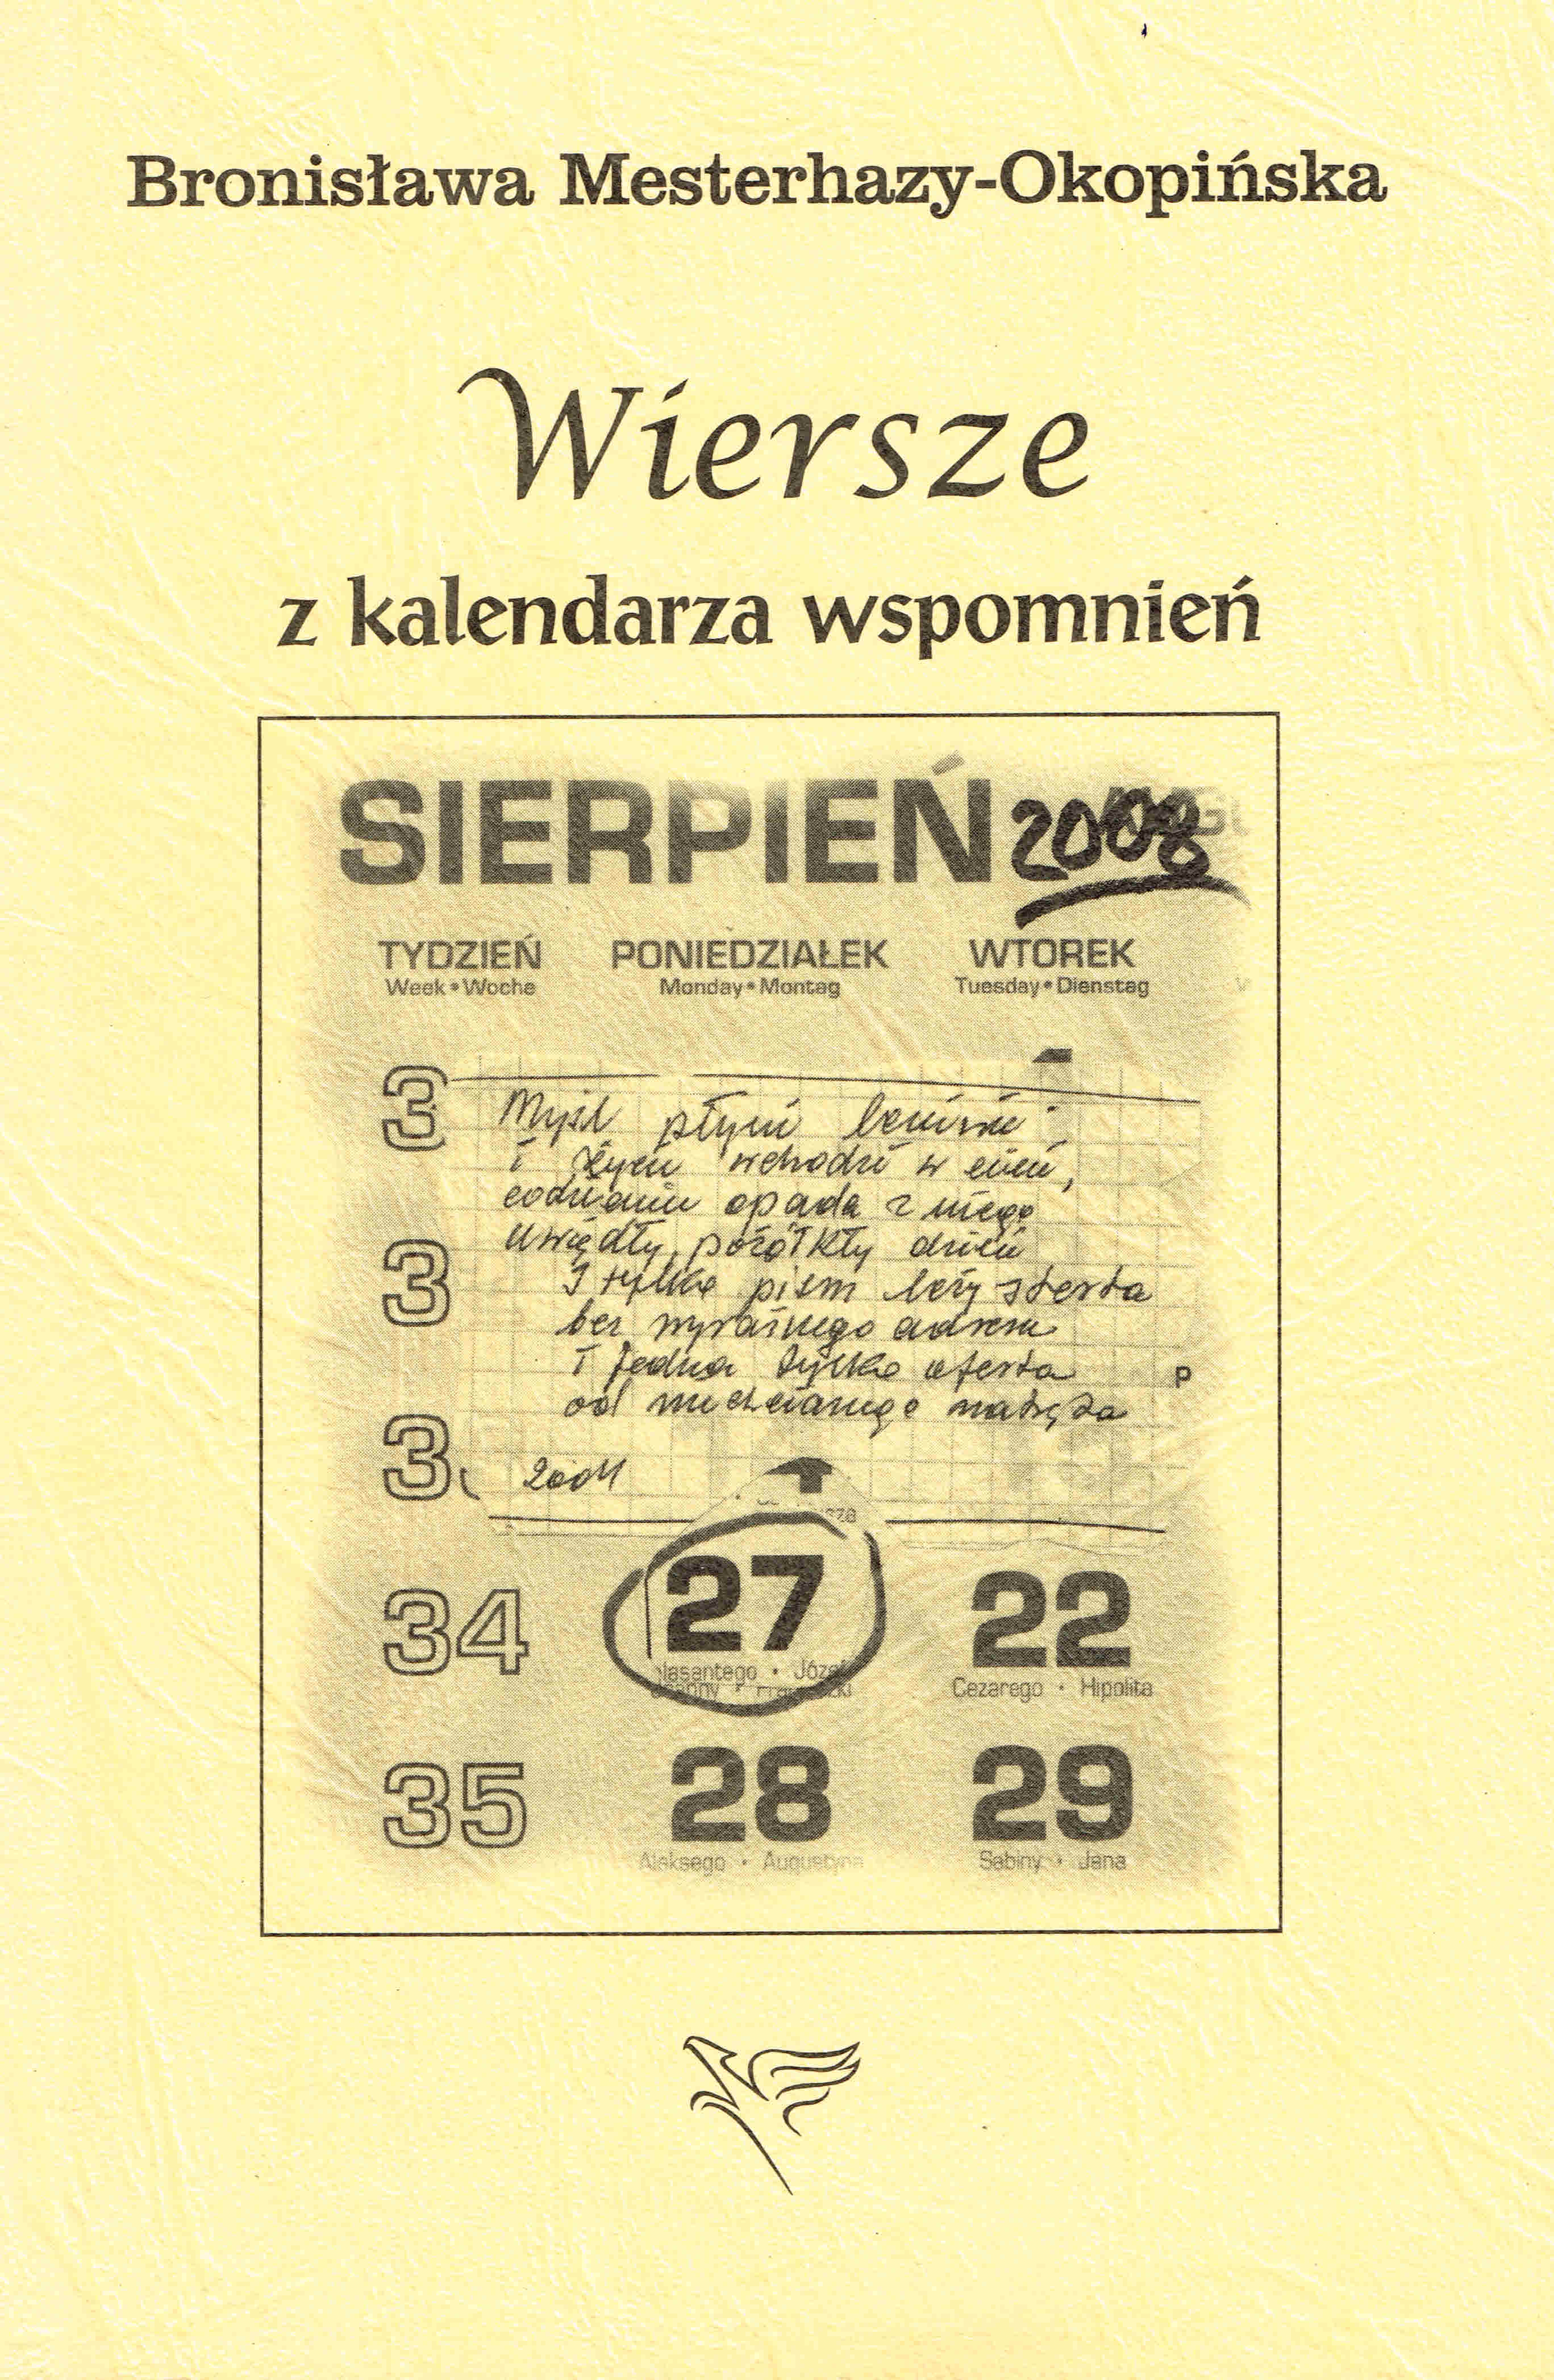 Bronisława Mesterhazy-Okopińska
Wiersze
z kalendarza wspomnień
SIERPIEŃ 2008
TYDZIEŃ PONIEDZIAŁEK WTOREK
Week•Woche Monday•Montag Tuesday•Dienstag
3
Myśl płynie leniwie
i życie wchodzi w cień,
codziennie opada z niego
uwiędły, pożółkły dzień
3
I tylko pism leży sterta
bez wyraźnego adresu
i jedna tylko oferta
P
od niechcianego natręta
3
2004
34 27 22
Cezarego • Hipolita
35 28 29
Aleksego • Augustyna Sabiny • Jana